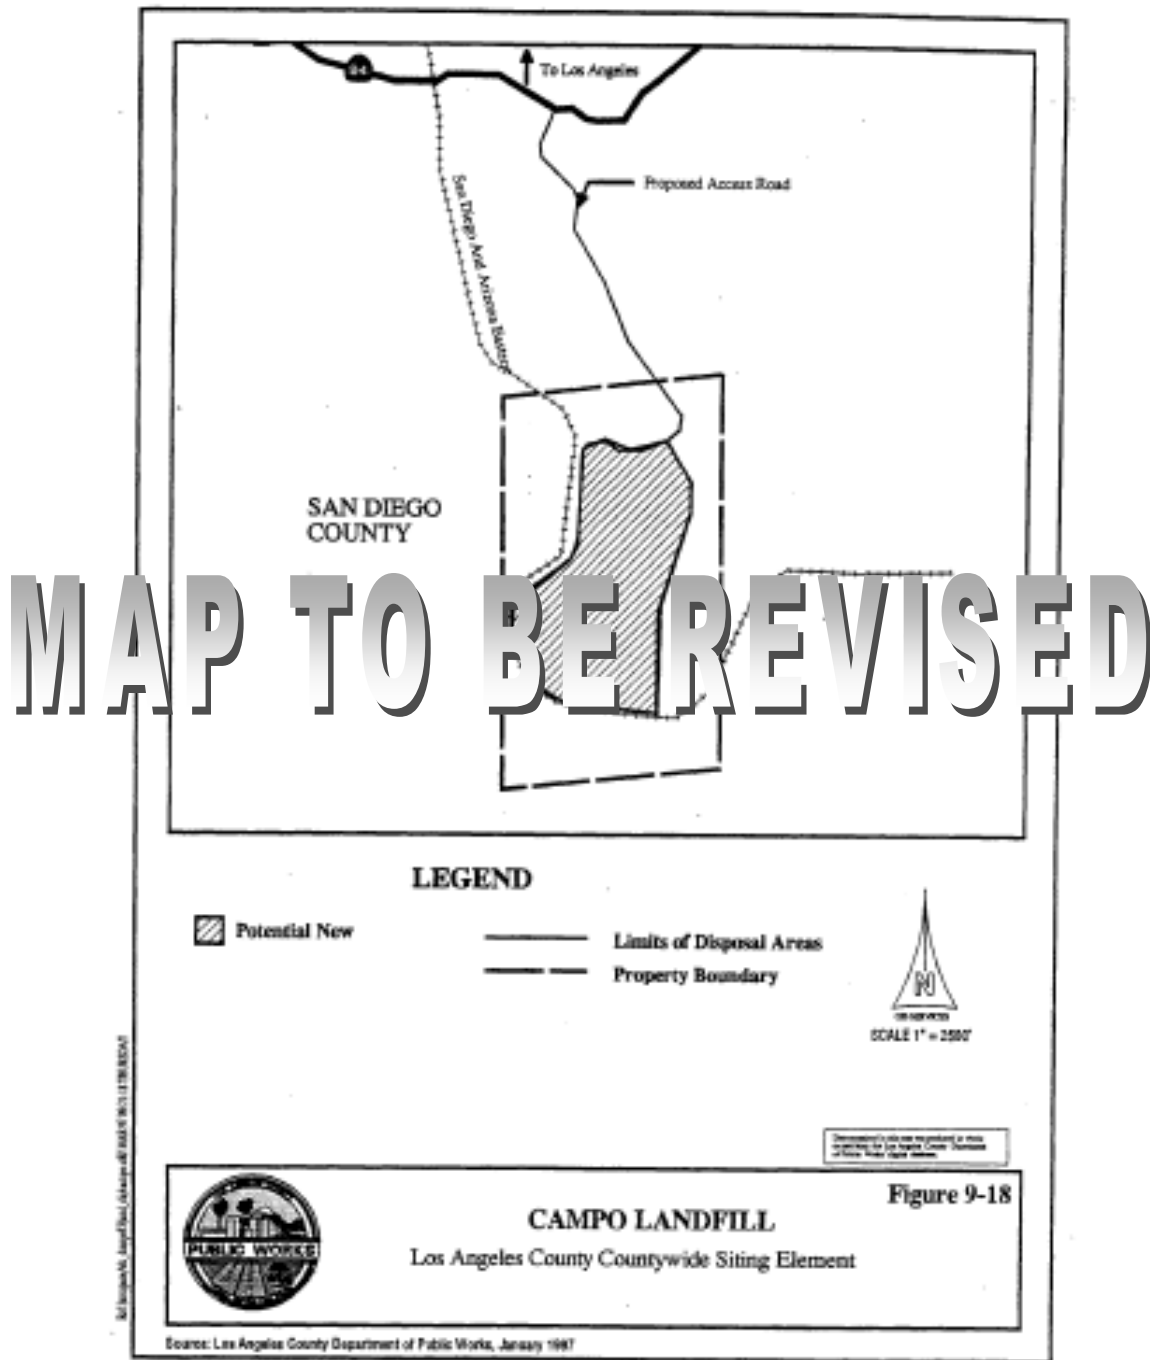 To Los Angeles
Proposed Access Road
San Diego And Arizona Eastern
SAN DIEGO
COUNTY
MAP TO BE REVISED
LEGEND
Potential New
Limits of Disposal Areas
Property Boundary
N
SCALE 1" = 2500'
Figure 9-18
CAMPO LANDFILL
Los Angeles County Countywide Siting Element
PUBLIC WORKS
Source: Los Angeles County Department of Public Works, January 1997